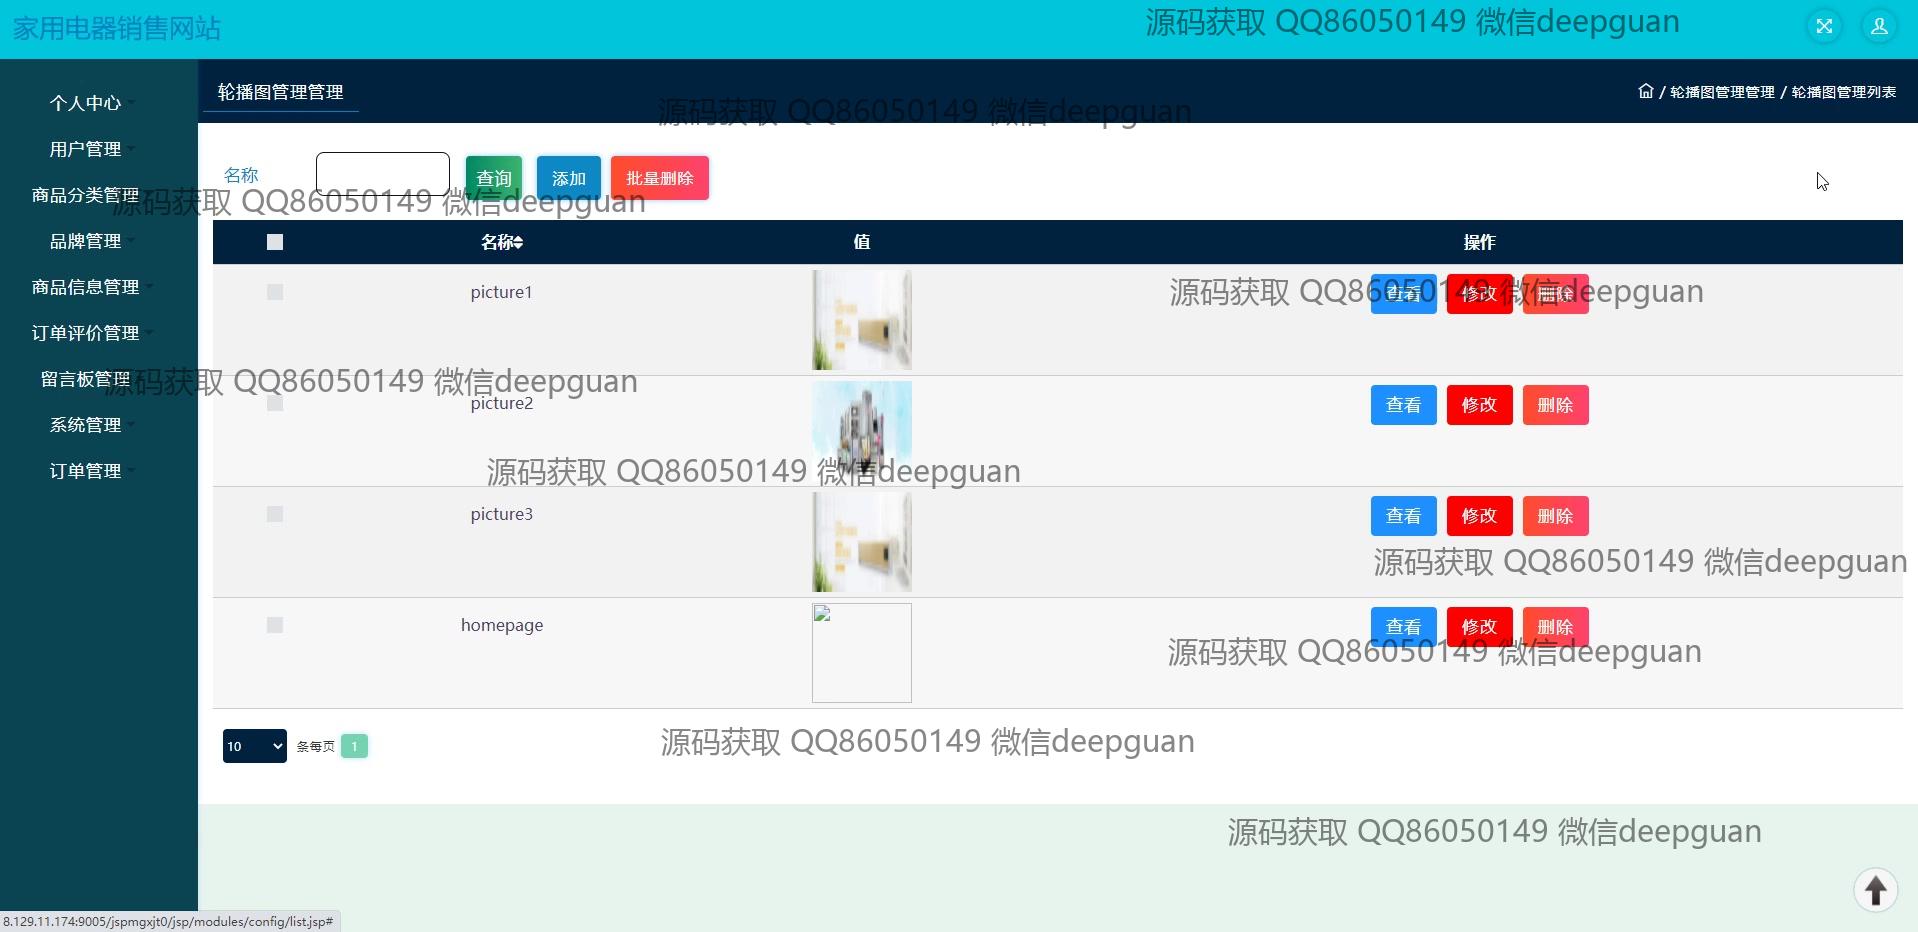 家用电器销售网站
源码获取 QQ86050149 微信deepguan
个人中心
用户管理
商品分类管理
品牌管理
商品信息管理
订单评价管理
留言板管理
系统管理
订单管理
轮播图管理管理
/ 轮播图管理管理 / 轮播图管理列表
源码获取 QQ86050149 微信deepguan
名称
查询
添加
批量删除
源码获取 QQ86050149 微信deepguan
名称 值 操作
picture1 查看 修改 删除
源码获取 QQ86050149 微信deepguan
源码获取 QQ86050149 微信deepguan
picture2 查看 修改 删除
源码获取 QQ86050149 微信deepguan
picture3 查看 修改 删除
源码获取 QQ86050149 微信deepguan
homepage 查看 修改 删除
源码获取 QQ86050149 微信deepguan
10 条每页 1
源码获取 QQ86050149 微信deepguan
源码获取 QQ86050149 微信deepguan
8.129.11.174:9005/jspmgxjt0/jsp/modules/config/list.jsp#